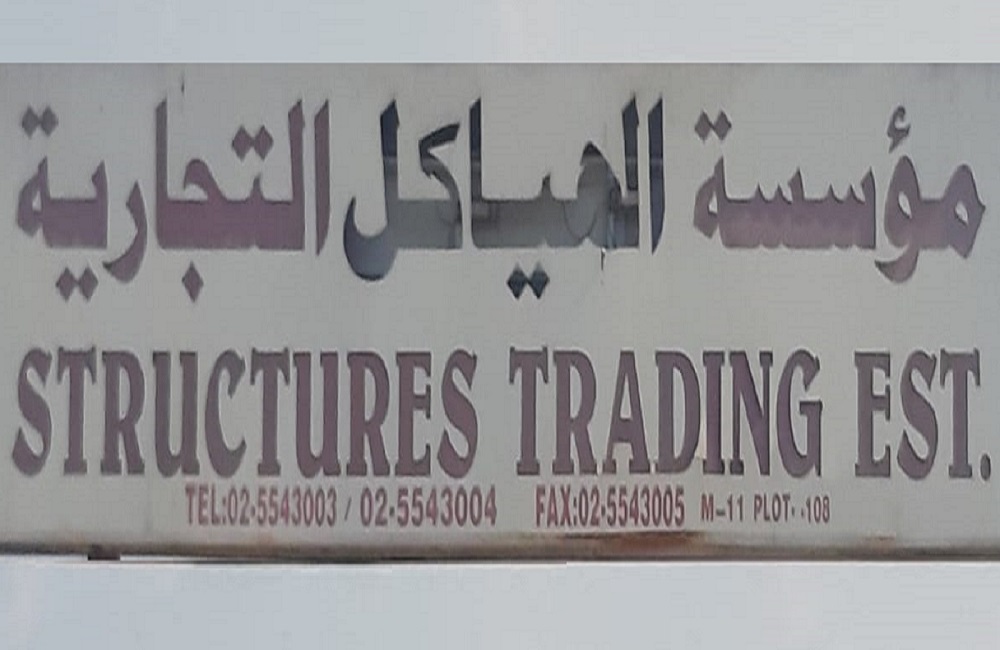 مؤسسة الهياكل التجارية
STRUCTURES TRADING EST.
TEL:02-5543003 / 02-5543004 FAX:02-5543005 M-11 PLOT- -108